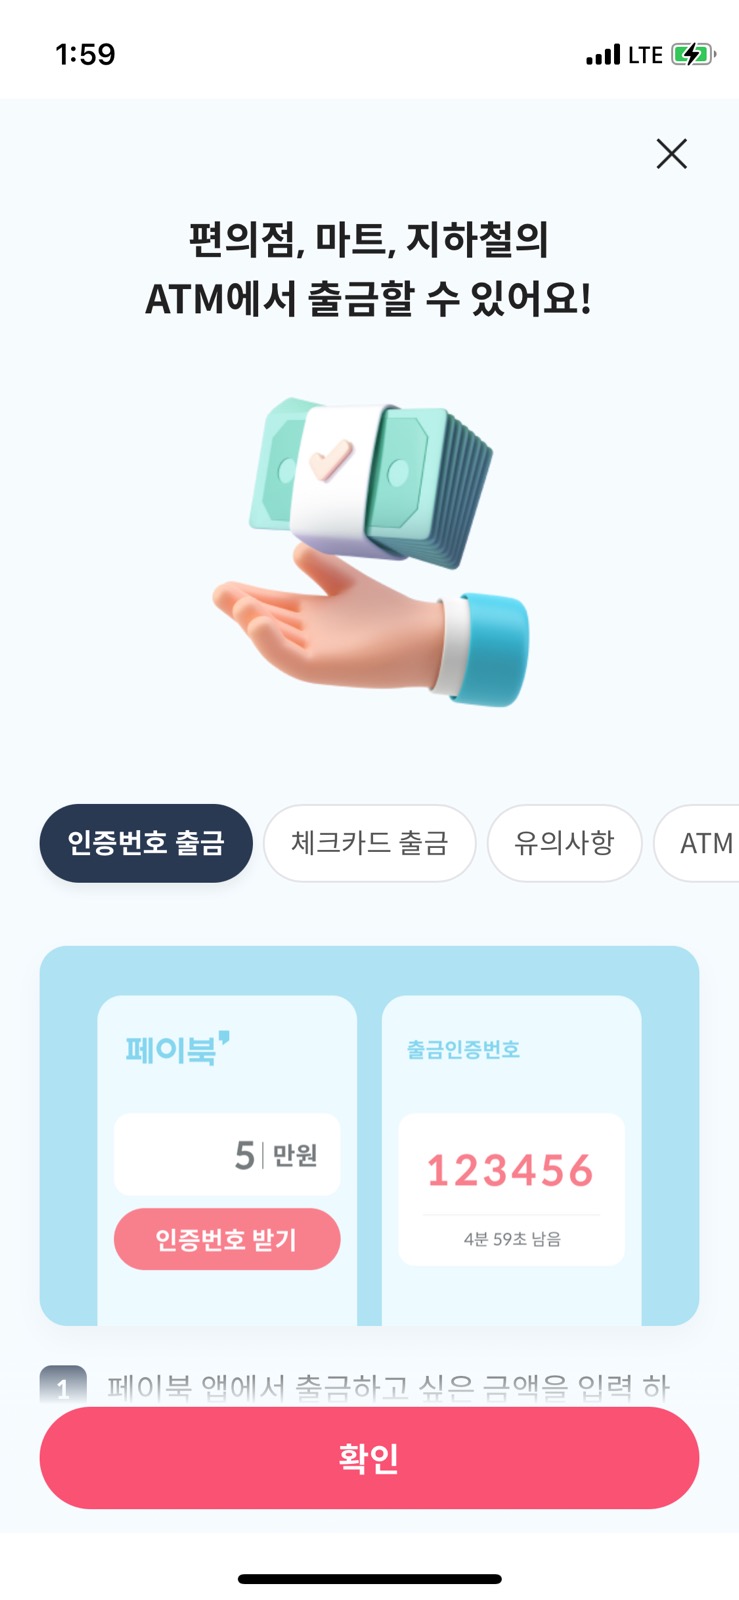 1:59
LTE
편의점, 마트, 지하철의
ATM에서 출금할 수 있어요!
인증번호 출금
체크카드 출금
유의사항
ATM
페이북
출금인증번호
5 만원
인증번호 받기
123456
4분 59초 남음
1 페이북 앱에서 출금하고 싶은 금액을 입력 하
확인